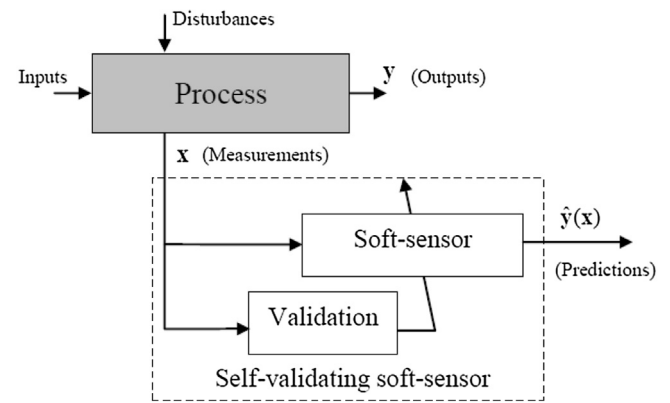 Disturbances
Inputs
Process
y (Outputs)
x (Measurements)
Soft-sensor
ŷ(x)
(Predictions)
Validation
Self-validating soft-sensor